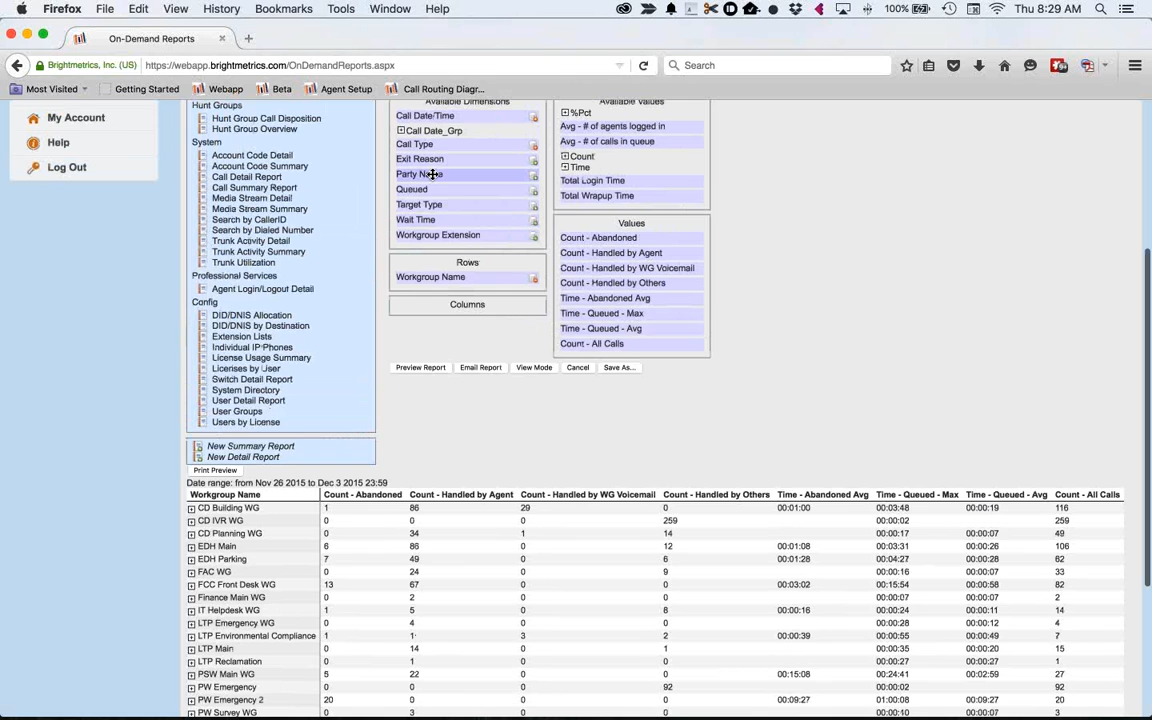 Firefox File Edit View History Bookmarks Tools Window Help 100% Thu 8:29 AM
On-Demand Reports
Brightmetrics, Inc. (US) https://webapp.brightmetrics.com/OnDemandReports.aspx Search
Most Visited Getting Started Webapp Beta Agent Setup Call Routing Diagr...
My Account
Help
Log Out
Hunt Groups
Hunt Group Call Disposition
Hunt Group Overview
System
Account Code Detail
Account Code Summary
Call Detail Report
Call Summary Report
Media Stream Detail
Media Stream Summary
Search by CallerID
Search by Dialed Number
Trunk Activity Detail
Trunk Activity Summary
Trunk Utilization
Professional Services
Agent Login/Logout Detail
Config
DID/DNIS Allocation
DID/DNIS by Destination
Extension Lists
Individual IP Phones
License Usage Summary
Licenses by User
Switch Detail Report
System Directory
User Detail Report
User Groups
Users by License
New Summary Report
New Detail Report
Available Dimensions
Call Date/Time
Call Date_Grp
Call Type
Exit Reason
Party Name
Queued
Target Type
Wait Time
Workgroup Extension
Rows
Workgroup Name
Columns
Available Values
%Pct
Avg - # of agents logged in
Avg - # of calls in queue
Count
Time
Total Login Time
Total Wrapup Time
Values
Count - Abandoned
Count - Handled by Agent
Count - Handled by WG Voicemail
Count - Handled by Others
Time - Abandoned Avg
Time - Queued - Max
Time - Queued - Avg
Count - All Calls
Preview Report Email Report View Mode Cancel Save As...
Print Preview
Date range: from Nov 26 2015 to Dec 3 2015 23:59
Workgroup Name Count - Abandoned Count - Handled by Agent Count - Handled by WG Voicemail Count - Handled by Others Time - Abandoned Avg Time - Queued - Max Time - Queued - Avg Count - All Calls
CD Building WG 1 86 29 0 00:01:00 00:03:48 00:00:19 116
CD IVR WG 0 0 0 259 00:00:02 259
CD Planning WG 0 34 1 14 00:00:17 00:00:07 49
EDH Main 6 86 0 12 00:01:08 00:03:31 00:00:26 106
EDH Parking 7 49 0 6 00:01:28 00:04:27 00:00:28 62
FAC WG 0 24 0 9 00:00:16 00:00:07 33
FCC Front Desk WG 13 67 0 0 00:03:02 00:15:54 00:00:58 82
Finance Main WG 0 2 0 0 00:00:07 00:00:07 2
IT Helpdesk WG 1 5 0 8 00:00:16 00:00:24 00:00:11 14
LTP Emergency WG 0 4 0 0 00:00:28 00:00:12 4
LTP Environmental Compliance 1 1 3 2 00:00:39 00:00:55 00:00:49 7
LTP Main 0 14 0 1 00:00:35 00:00:20 15
LTP Reclamation 0 1 0 0 00:00:27 00:00:27 1
PSW Main WG 5 22 0 0 00:15:08 00:24:41 00:02:59 27
PW Emergency 0 0 0 92 00:00:02 92
PW Emergency 2 20 0 0 0 00:09:27 01:00:08 00:09:27 20
PW Survey WG 0 3 0 0 00:00:10 00:00:07 3